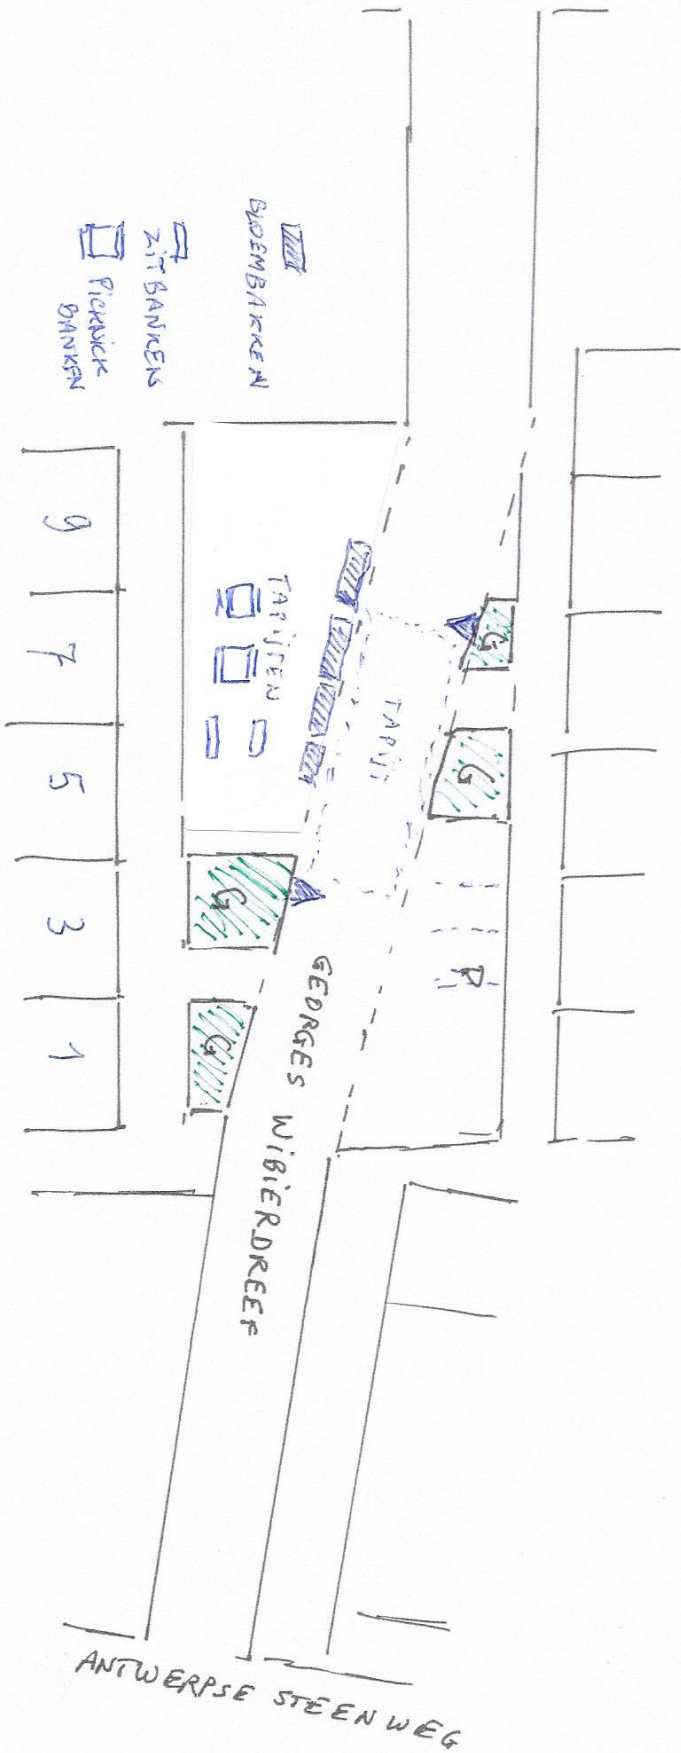 BLOEMBAKKEN
ZITBANKEN
PICKNICK
BANKEN
9
7
5
3
1
TAPIJTEN
TAPIJT
G
G
G
G
P
GEORGES WIBIERDREEF
ANTWERPSE STEENWEG